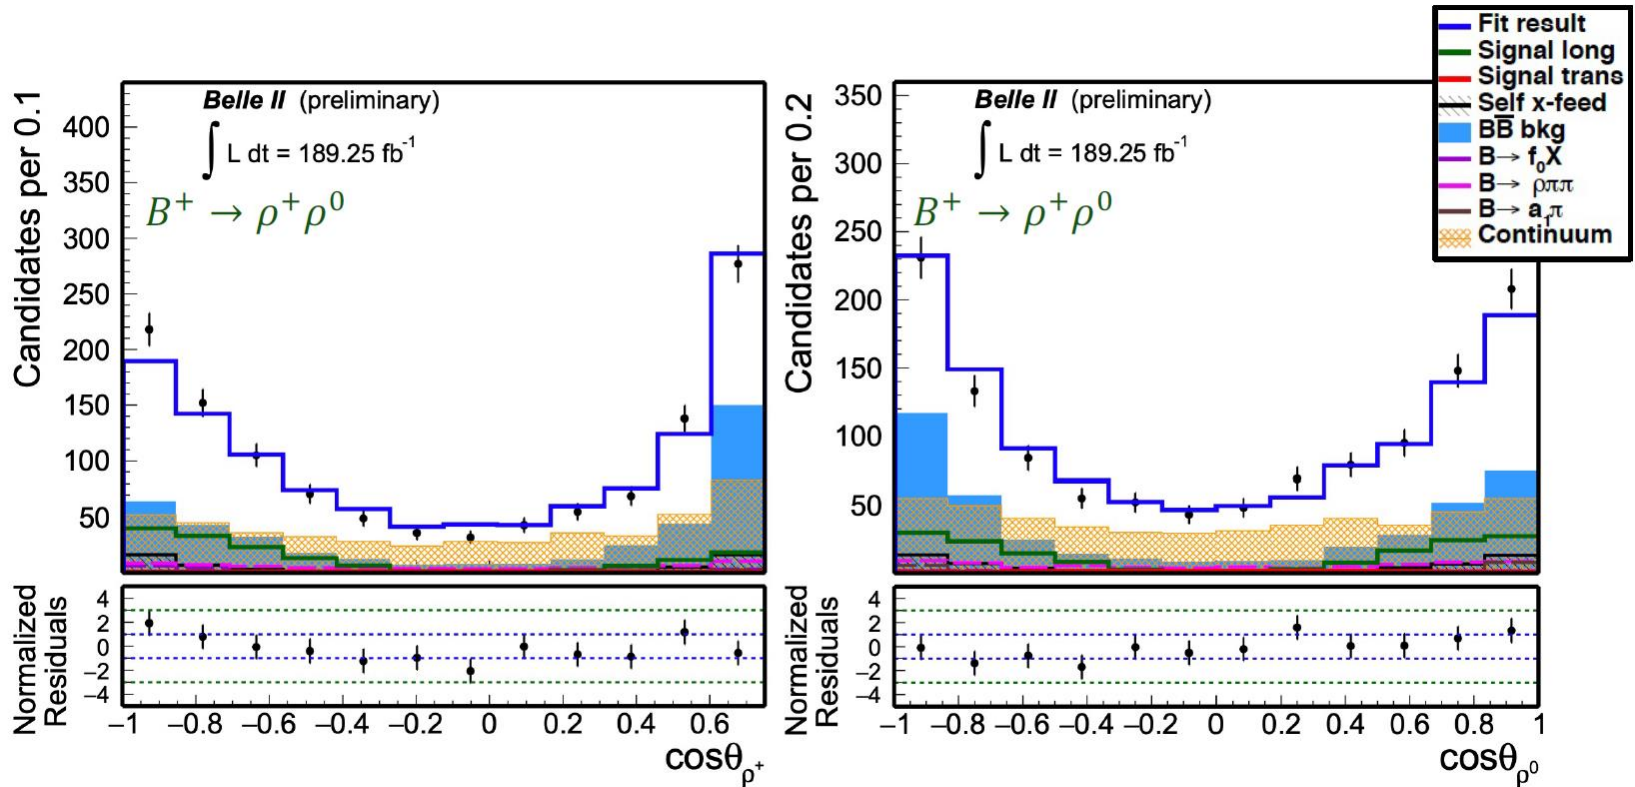 Fit result
Signal long
Signal trans
Self x-feed
BB̅ bkg
B→ f₀X
B→ ρππ
B→ a₁π
Continuum
Candidates per 0.1
400
350
300
250
200
150
100
50
Belle II (preliminary)
∫ L dt = 189.25 fb⁻¹
B⁺ → ρ⁺ρ⁰
Normalized
Residuals
4
2
0
−2
−4
−1 −0.8 −0.6 −0.4 −0.2 0 0.2 0.4 0.6
cosθρ⁺
Candidates per 0.2
350
300
250
200
150
100
50
Belle II (preliminary)
∫ L dt = 189.25 fb⁻¹
B⁺ → ρ⁺ρ⁰
Normalized
Residuals
4
2
0
−2
−4
−1 −0.8 −0.6 −0.4 −0.2 0 0.2 0.4 0.6 0.8 1
cosθρ⁰